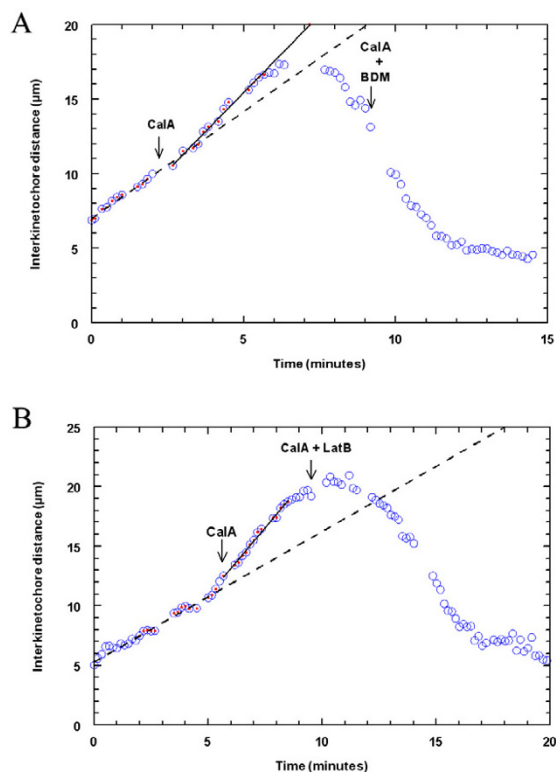 A
20
15
10
5
0
Interkinetochore distance (µm)
CalA
CalA
+
BDM
0
5
10
15
Time (minutes)
B
25
20
15
10
5
0
Interkinetochore distance (µm)
CalA
CalA + LatB
0
5
10
15
20
Time (minutes)